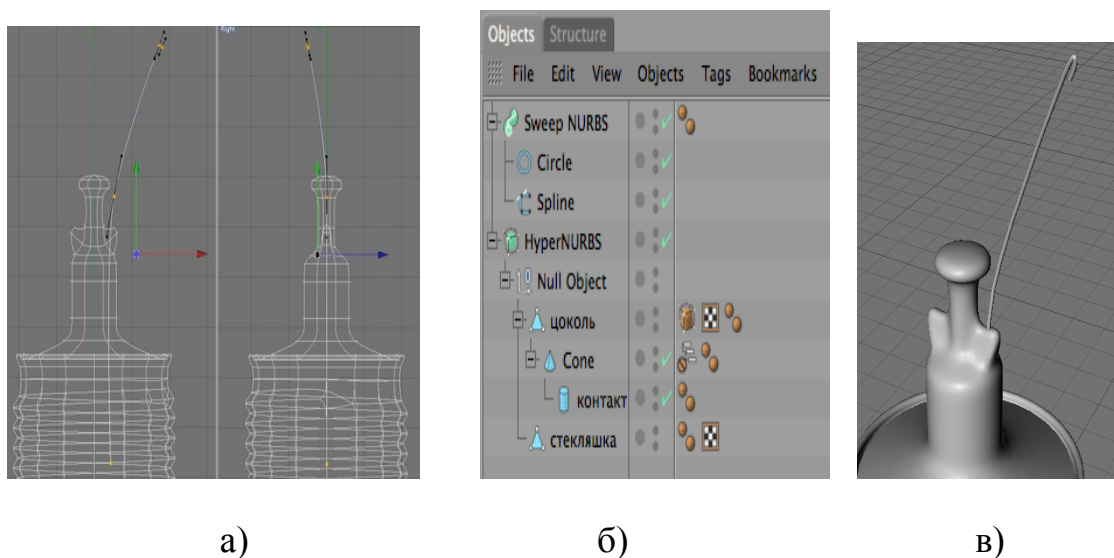 Right
Objects Structure
File Edit View Objects Tags Bookmarks
Sweep NURBS
Circle
Spline
HyperNURBS
Null Object
цоколь
Cone
контакт
стекляшка
а) б) в)